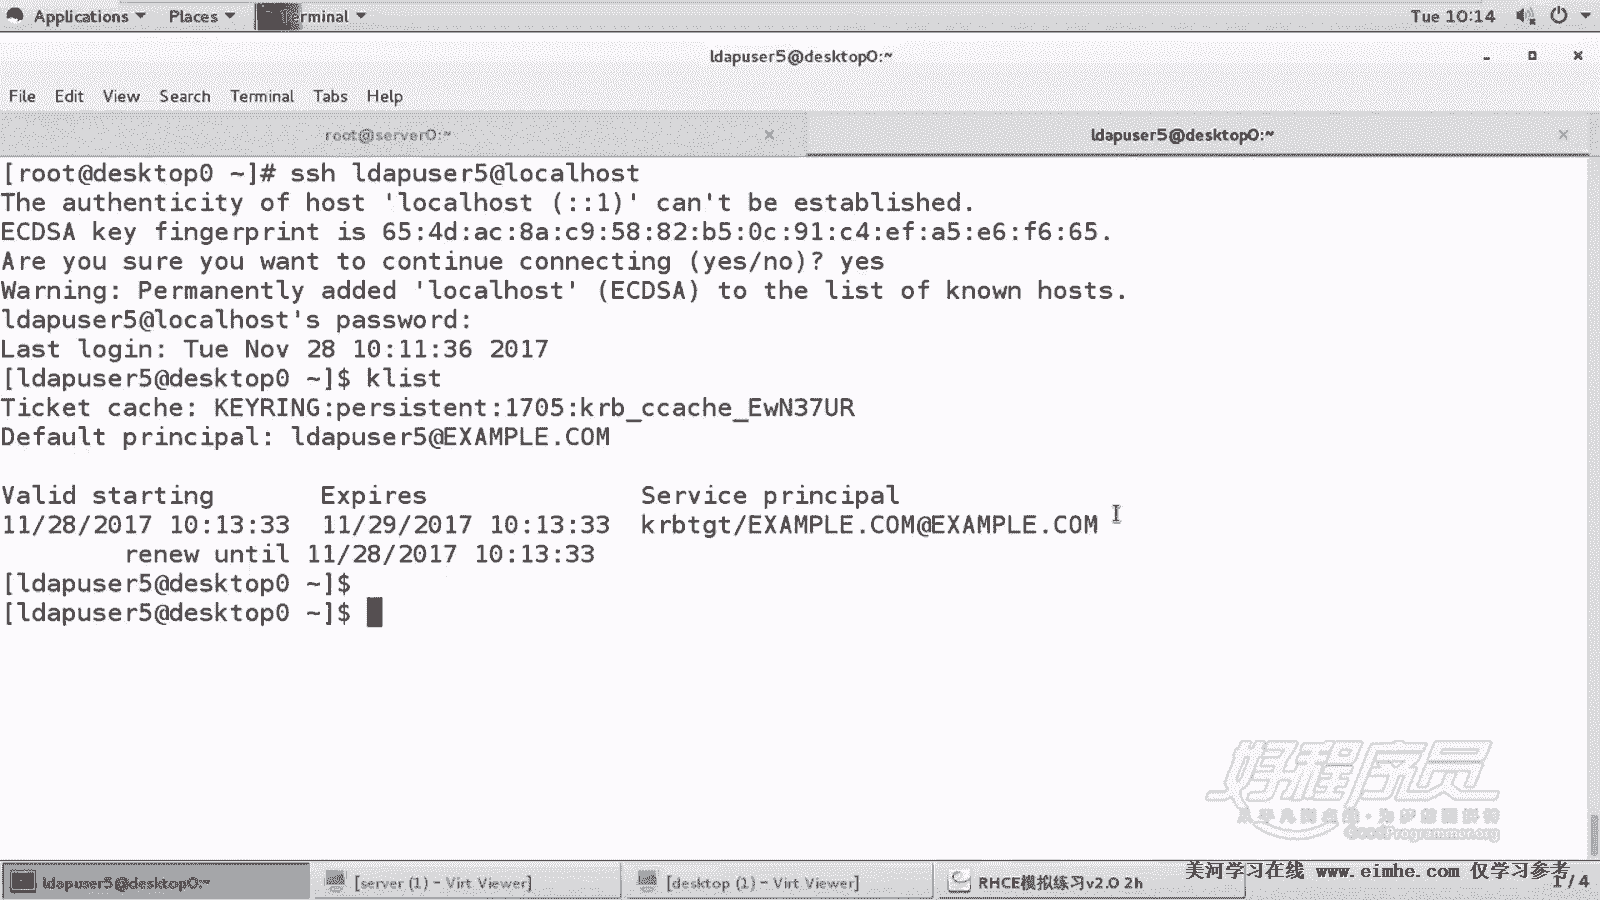 Applications Places Terminal Tue 10:14
ldapuser5@desktop0:~
File Edit View Search Terminal Tabs Help
root@server0:~ ldapuser5@desktop0:~
[root@desktop0 ~]# ssh ldapuser5@localhost
The authenticity of host 'localhost (::1)' can't be established.
ECDSA key fingerprint is 65:4d:ac:8a:c9:58:82:b5:0c:91:c4:ef:a5:e6:f6:65.
Are you sure you want to continue connecting (yes/no)? yes
Warning: Permanently added 'localhost' (ECDSA) to the list of known hosts.
ldapuser5@localhost's password:
Last login: Tue Nov 28 10:11:36 2017
[ldapuser5@desktop0 ~]$ klist
Ticket cache: KEYRING:persistent:1705:krb_ccache_EwN37UR
Default principal: ldapuser5@EXAMPLE.COM
Valid starting Expires Service principal
11/28/2017 10:13:33 11/29/2017 10:13:33 krbtgt/EXAMPLE.COM@EXAMPLE.COM
renew until 11/28/2017 10:13:33
[ldapuser5@desktop0 ~]$
[ldapuser5@desktop0 ~]$
好程序员
GoodProgrammer.org
美河学习在线 www.eimhe.com 仅学习参考
ldapuser5@desktop0:~ [server (1) - Virt Viewer] [desktop (1) - Virt Viewer] RHCE模拟练习v2.0 2h 1 / 4